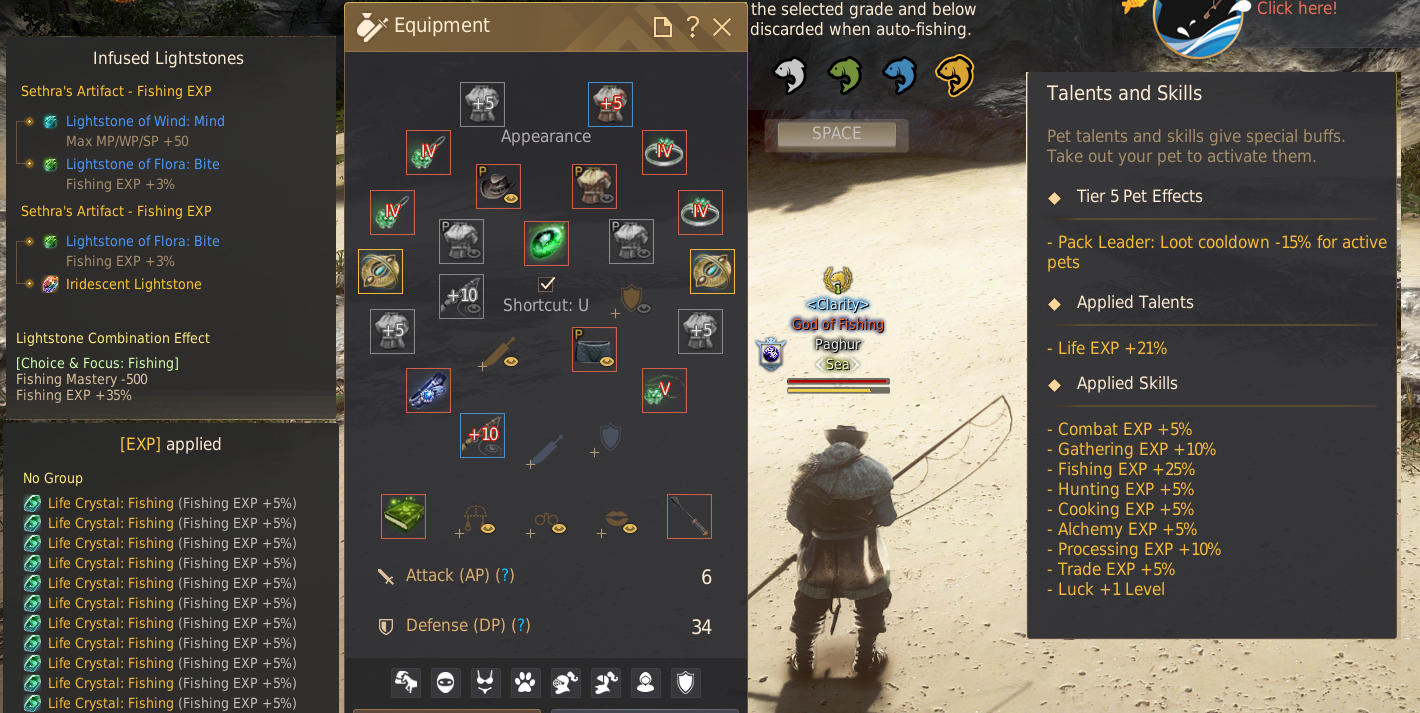 Infused Lightstones
Sethra's Artifact - Fishing EXP
Lightstone of Wind: Mind
Max MP/WP/SP +50
Lightstone of Flora: Bite
Fishing EXP +3%
Sethra's Artifact - Fishing EXP
Lightstone of Flora: Bite
Fishing EXP +3%
Iridescent Lightstone
Lightstone Combination Effect
[Choice & Focus: Fishing]
Fishing Mastery -500
Fishing EXP +35%
[EXP] applied
No Group
Life Crystal: Fishing (Fishing EXP +5%)
Life Crystal: Fishing (Fishing EXP +5%)
Life Crystal: Fishing (Fishing EXP +5%)
Life Crystal: Fishing (Fishing EXP +5%)
Life Crystal: Fishing (Fishing EXP +5%)
Life Crystal: Fishing (Fishing EXP +5%)
Life Crystal: Fishing (Fishing EXP +5%)
Life Crystal: Fishing (Fishing EXP +5%)
Life Crystal: Fishing (Fishing EXP +5%)
Life Crystal: Fishing (Fishing EXP +5%)
Life Crystal: Fishing (Fishing EXP +5%)
Equipment ?
+5 +5
Appearance
IV IV
P P
IV IV
P P
+10
Shortcut: U
+5 +5
P
V
+10
Attack (AP) (?) 6
Defense (DP) (?) 34
the selected grade and below
discarded when auto-fishing.
SPACE
<Clarity>
God of Fishing
Paghur
Sea
Click here!
Talents and Skills
Pet talents and skills give special buffs.
Take out your pet to activate them.
Tier 5 Pet Effects
- Pack Leader: Loot cooldown -15% for active
pets
Applied Talents
- Life EXP +21%
Applied Skills
- Combat EXP +5%
- Gathering EXP +10%
- Fishing EXP +25%
- Hunting EXP +5%
- Cooking EXP +5%
- Alchemy EXP +5%
- Processing EXP +10%
- Trade EXP +5%
- Luck +1 Level